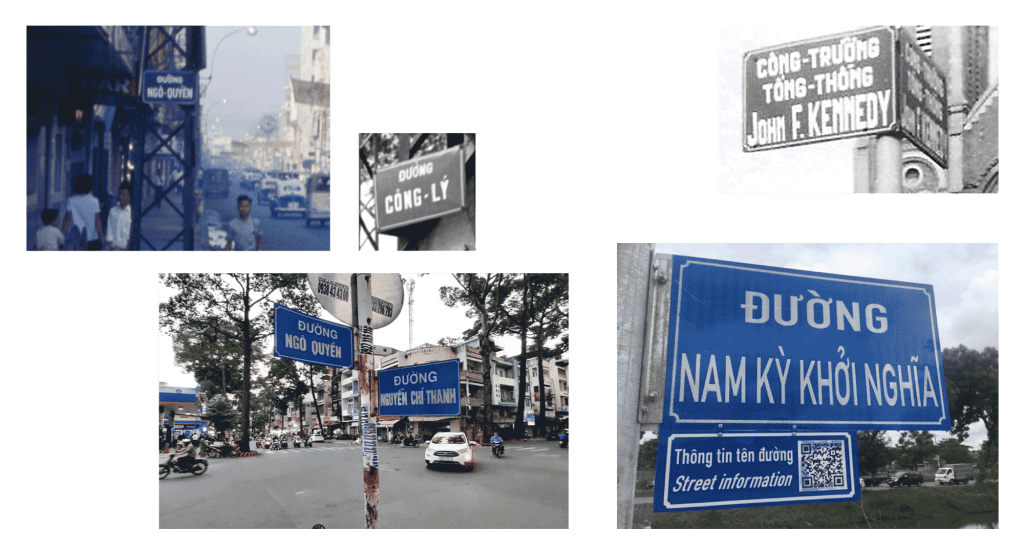 BAR
ĐƯỜNG
NGÔ-QUYỀN
ĐƯỜNG
CÔNG-LÝ
CÔNG-TRƯỜNG
TỔNG-THỐNG
JOHN F. KENNEDY
ĐƯỜNG
NGÔ QUYỀN
ĐƯỜNG
NGUYỄN CHÍ THANH
ĐƯỜNG
NAM KỲ KHỞI NGHĨA
Thông tin tên đường
Street information